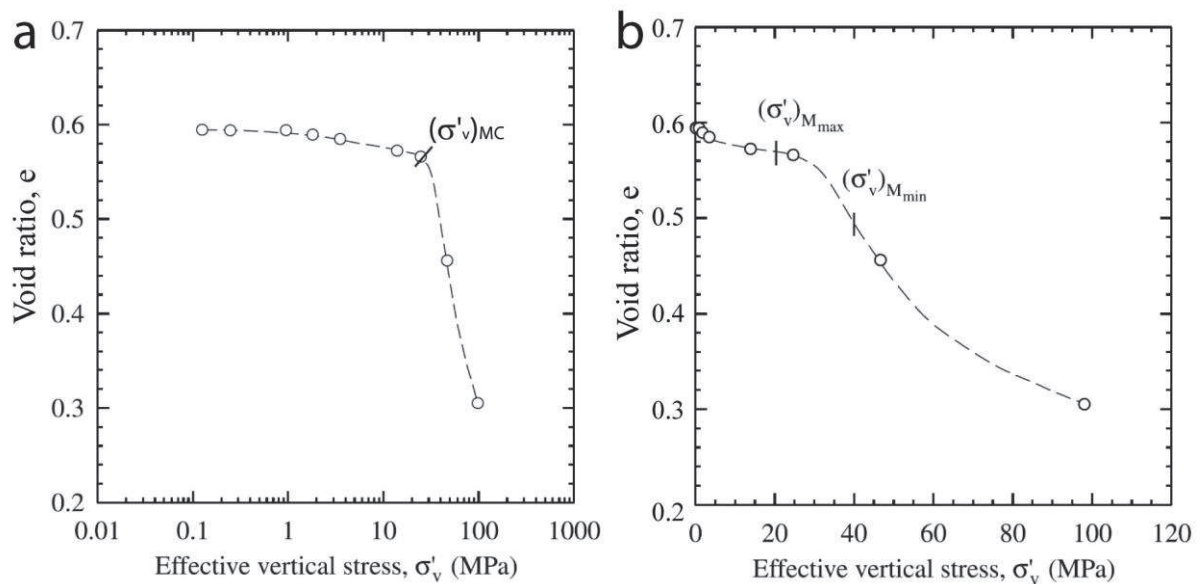 a
0.7
0.6
0.5
0.4
0.3
0.2
Void ratio, e
(σ'v)MC
0.01 0.1 1 10 100 1000
Effective vertical stress, σ'v (MPa)
b
0.7
0.6
0.5
0.4
0.3
0.2
Void ratio, e
(σ'v)Mmax
(σ'v)Mmin
0 20 40 60 80 100 120
Effective vertical stress, σ'v (MPa)